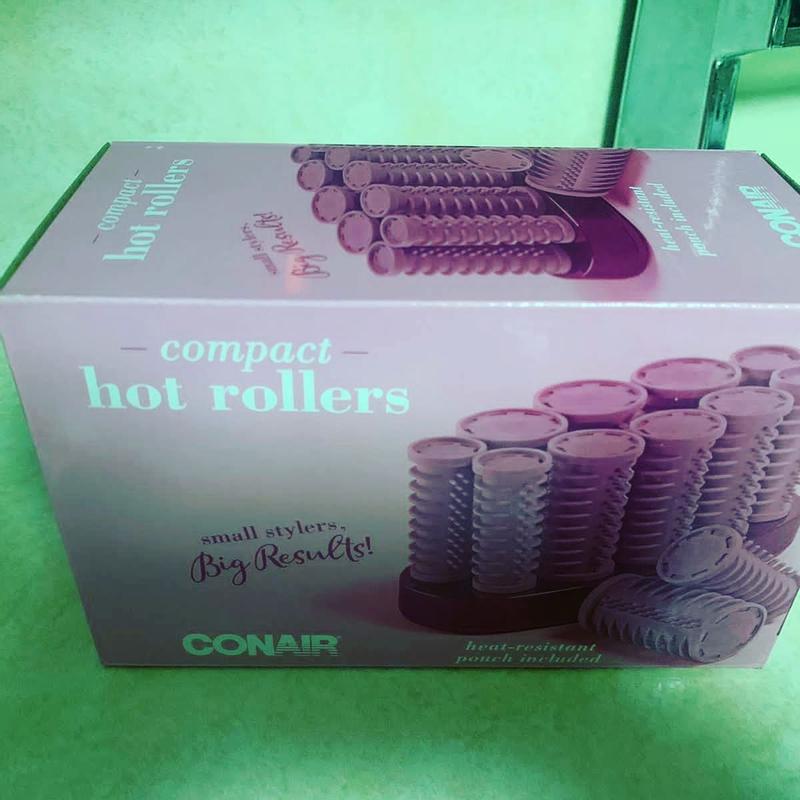 — compact —
hot rollers
small stylers,
Big Results!
heat-resistant
pouch included
CONAIR
— compact —
hot rollers
small stylers,
Big Results!
CONAIR®
heat-resistant
pouch included